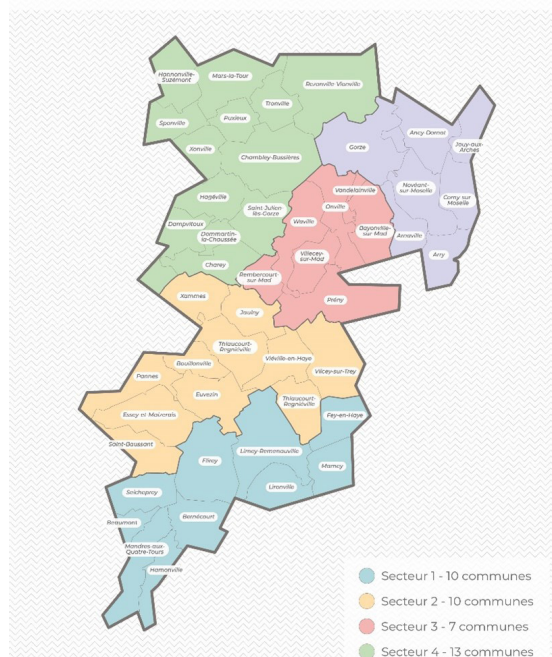 Hannonville-
Suzémont
Mars-la-Tour
Rezonville-Vionville
Tronville
Puxieux
Sponville
Xonville
Chambley-Bussières
Gorze
Ancy-Dornot
Jouy-aux-
Arches
Novéant-
sur-Moselle
Corny sur
Moselle
Arnaville
Arry
Hagéville
Saint-Julien-
lès-Gorze
Dampvitoux
Dommartin-
la-Chaussée
Charey
Vandelainville
Onville
Waville
Bayonville-
sur-Mad
Villecey-
sur-Mad
Rembercourt-
sur-Mad
Prény
Xammes
Jaulny
Thiaucourt-
Regniéville
Viéville-en-Haye
Bouillonville
Vilcey-sur-Trey
Pannes
Euvezin
Thiaucourt-
Regniéville
Essey et Maizerais
Fey-en-Haye
Saint-Baussant
Limey-Remenauville
Flirey
Mamey
Lironville
Seicheprey
Bernécourt
Beaumont
Mandres aux-
Quatre-Tours
Hamonville
Secteur 1 - 10 communes
Secteur 2 - 10 communes
Secteur 3 - 7 communes
Secteur 4 - 13 communes